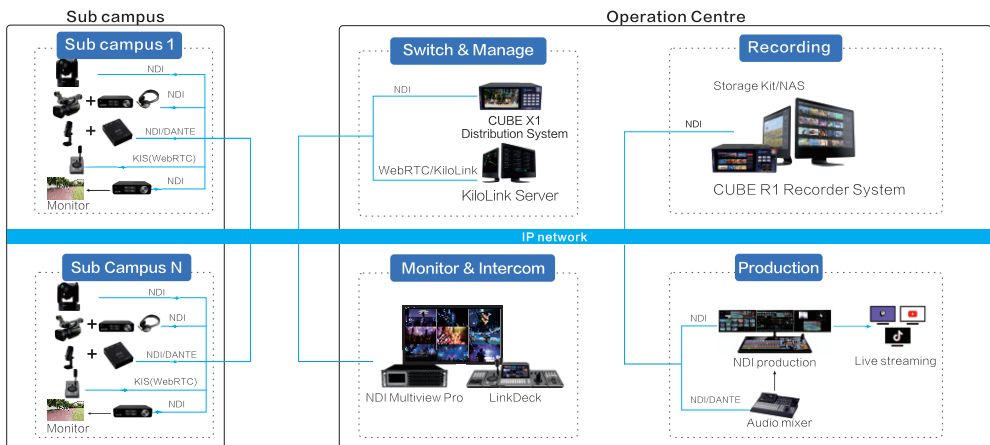 Sub campus
Operation Centre
Sub campus 1
NDI
+
NDI
+
NDI/DANTE
KIS(WebRTC)
NDI
Monitor
Switch & Manage
NDI
CUBE X1
Distribution System
WebRTC/KiloLink
KiloLink Server
Recording
Storage Kit/NAS
NDI
CUBE R1 Recorder System
IP network
Sub Campus N
NDI
+
NDI
+
NDI/DANTE
KIS(WebRTC)
NDI
Monitor
Monitor & Intercom
NDI Multiview Pro
LinkDeck
Production
NDI
NDI production
Live streaming
NDI/DANTE
Audio mixer